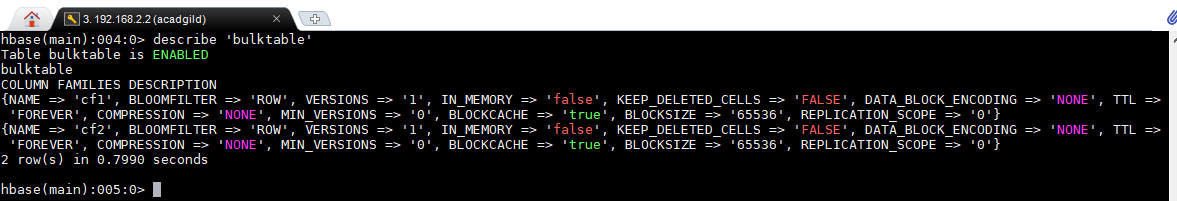 3. 192.168.2.2 (acadgild)
hbase(main):004:0> describe 'bulktable'
Table bulktable is ENABLED
bulktable
COLUMN FAMILIES DESCRIPTION
{NAME => 'cf1', BLOOMFILTER => 'ROW', VERSIONS => '1', IN_MEMORY => 'false', KEEP_DELETED_CELLS => 'FALSE', DATA_BLOCK_ENCODING => 'NONE', TTL =>
'FOREVER', COMPRESSION => 'NONE', MIN_VERSIONS => '0', BLOCKCACHE => 'true', BLOCKSIZE => '65536', REPLICATION_SCOPE => '0'}
{NAME => 'cf2', BLOOMFILTER => 'ROW', VERSIONS => '1', IN_MEMORY => 'false', KEEP_DELETED_CELLS => 'FALSE', DATA_BLOCK_ENCODING => 'NONE', TTL =>
'FOREVER', COMPRESSION => 'NONE', MIN_VERSIONS => '0', BLOCKCACHE => 'true', BLOCKSIZE => '65536', REPLICATION_SCOPE => '0'}
2 row(s) in 0.7990 seconds
hbase(main):005:0>